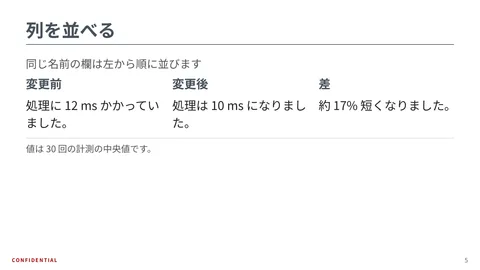 列を並べる
同じ名前の欄は左から順に並びます
変更前
処理に 12 ms かかってい
ました。
変更後
処理は 10 ms になりまし
た。
差
約 17% 短くなりました。
値は 30 回の計測の中央値です。
CONFIDENTIAL
5